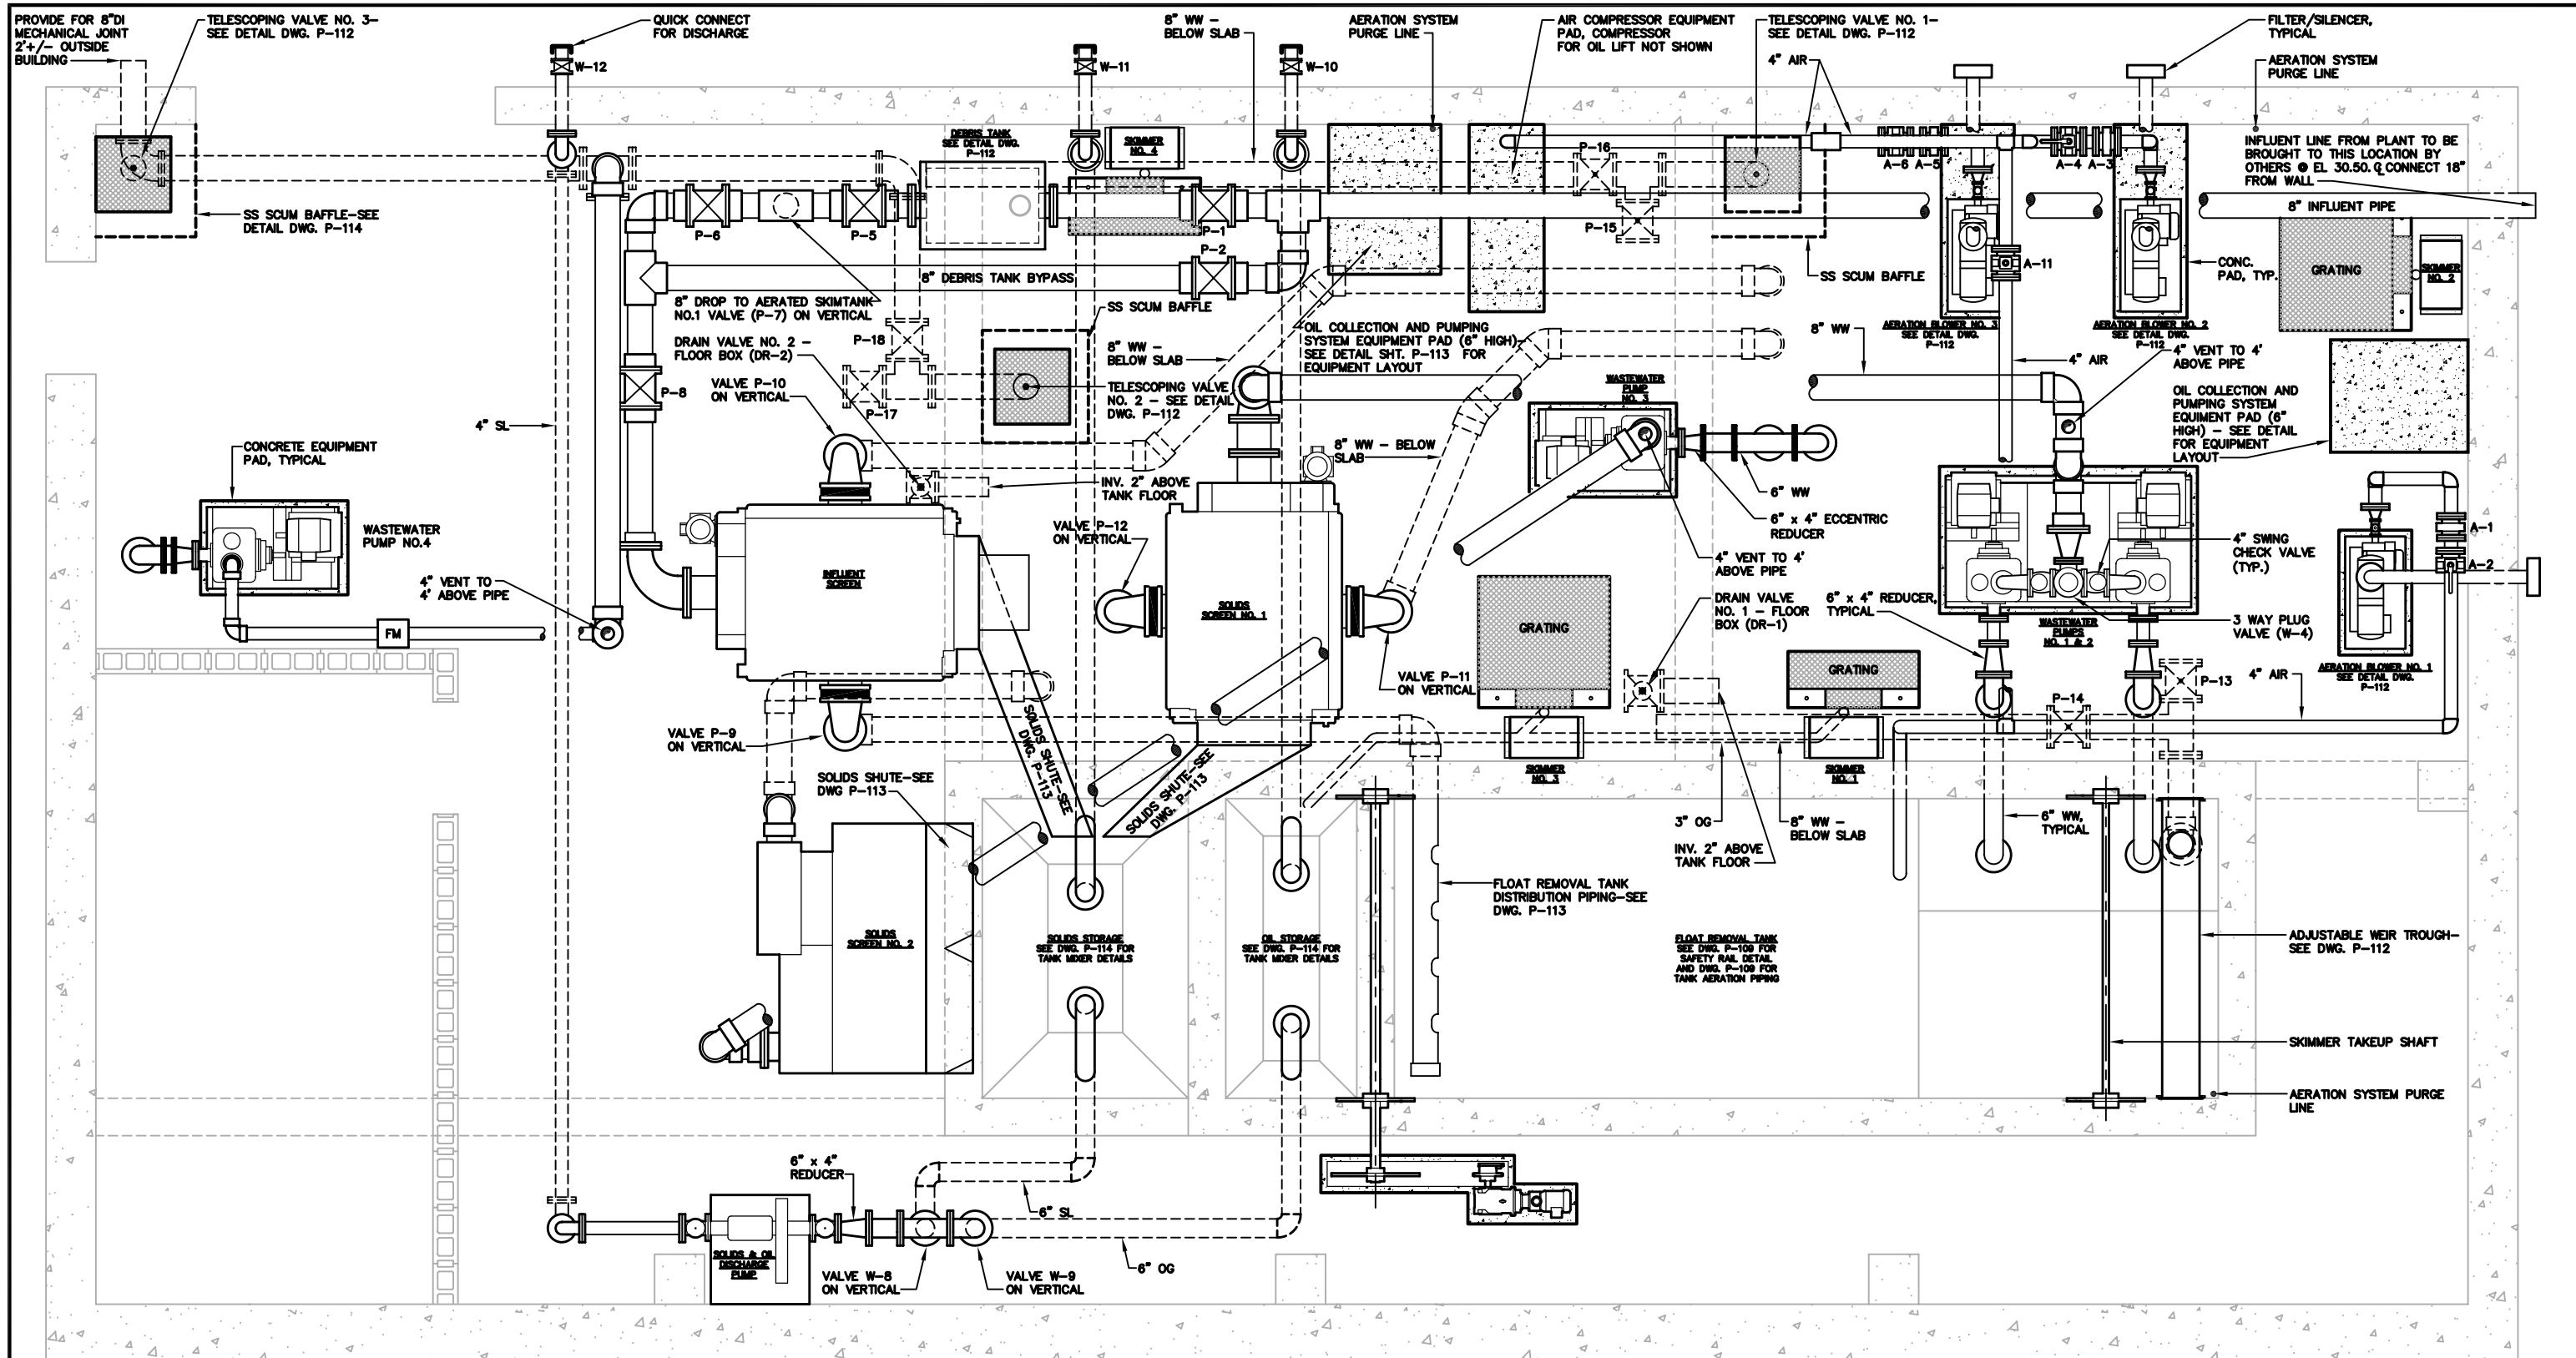 PROVIDE FOR 8"DI
MECHANICAL JOINT
2'+/- OUTSIDE
BUILDING
TELESCOPING VALVE NO. 3-
SEE DETAIL DWG. P-112
QUICK CONNECT
FOR DISCHARGE
W-12
W-11
8" WW -
BELOW SLAB
W-10
AERATION SYSTEM
PURGE LINE
AIR COMPRESSOR EQUIPMENT
PAD, COMPRESSOR
FOR OIL LIFT NOT SHOWN
TELESCOPING VALVE NO. 1-
SEE DETAIL DWG. P-112
4" AIR
FILTER/SILENCER,
TYPICAL
AERATION SYSTEM
PURGE LINE
INFLUENT LINE FROM PLANT TO BE
BROUGHT TO THIS LOCATION BY
OTHERS @ EL 30.50. ℄ CONNECT 18"
FROM WALL
8" INFLUENT PIPE
DEBRIS TANK
SEE DETAIL DWG.
P-112
SKIMMER
NO. 4
P-16
P-15
A-6
A-5
A-4
A-3
SS SCUM BAFFLE-SEE
DETAIL DWG. P-114
P-6
P-5
P-1
P-2
8" DEBRIS TANK BYPASS
SS SCUM BAFFLE
A-11
CONC.
PAD, TYP.
GRATING
SKIMMER
NO. 2
8" DROP TO AERATED SKIMTANK
NO.1 VALVE (P-7) ON VERTICAL
SS SCUM BAFFLE
AERATION BLOWER NO. 3
SEE DETAIL DWG.
P-112
AERATION BLOWER NO. 2
SEE DETAIL DWG.
P-112
DRAIN VALVE NO. 2 -
FLOOR BOX (DR-2)
P-18
8" WW -
BELOW SLAB
OIL COLLECTION AND PUMPING
SYSTEM EQUIPMENT PAD (6" HIGH)-
SEE DETAIL SHT. P-113 FOR
EQUIPMENT LAYOUT
8" WW
4" AIR
4" VENT TO 4'
ABOVE PIPE
VALVE P-10
ON VERTICAL
P-8
P-17
TELESCOPING VALVE
NO. 2 - SEE DETAIL
DWG. P-112
WASTEWATER
PUMP
NO. 3
OIL COLLECTION AND
PUMPING SYSTEM
EQUIMENT PAD (6"
HIGH) - SEE DETAIL
FOR EQUIPMENT
LAYOUT
4" SL
CONCRETE EQUIPMENT
PAD, TYPICAL
8" WW - BELOW
SLAB
INV. 2" ABOVE
TANK FLOOR
6" WW
WASTEWATER
PUMP NO.4
VALVE P-12
ON VERTICAL
6" x 4" ECCENTRIC
REDUCER
4" SWING
CHECK VALVE
(TYP.)
A-1
A-2
4" VENT TO
4' ABOVE PIPE
INFLUENT
SCREEN
4" VENT TO 4'
ABOVE PIPE
SOLIDS
SCREEN NO. 1
DRAIN VALVE
NO. 1 - FLOOR
BOX (DR-1)
6" x 4" REDUCER,
TYPICAL
FM
GRATING
WASTEWATER
PUMPS
NO. 1 & 2
3 WAY PLUG
VALVE (W-4)
AERATION BLOWER NO. 1
SEE DETAIL DWG.
P-112
GRATING
VALVE P-11
ON VERTICAL
P-13
4" AIR
P-14
VALVE P-9
ON VERTICAL
SOLIDS SHUTE-SEE
DWG. P-113
SOLIDS SHUTE-SEE
DWG. P-113
SOLIDS SHUTE-SEE
DWG P-113
SKIMMER
NO. 3
SKIMMER
NO. 1
3" OG
8" WW -
BELOW SLAB
6" WW,
TYPICAL
INV. 2" ABOVE
TANK FLOOR
FLOAT REMOVAL TANK
DISTRIBUTION PIPING-SEE
DWG. P-113
SOLIDS
SCREEN NO. 2
SOLIDS STORAGE
SEE DWG. P-114 FOR
TANK MIXER DETAILS
OIL STORAGE
SEE DWG. P-114 FOR
TANK MIXER DETAILS
FLOAT REMOVAL TANK
SEE DWG. P-109 FOR
SAFETY RAIL DETAIL
AND DWG. P-109 FOR
TANK AERATION PIPING
ADJUSTABLE WEIR TROUGH-
SEE DWG. P-112
SKIMMER TAKEUP SHAFT
AERATION SYSTEM PURGE
LINE
6" x 4"
REDUCER
6" SL
SOLIDS & OIL
DISCHARGE
PUMP
VALVE W-8
ON VERTICAL
VALVE W-9
ON VERTICAL
6" OG